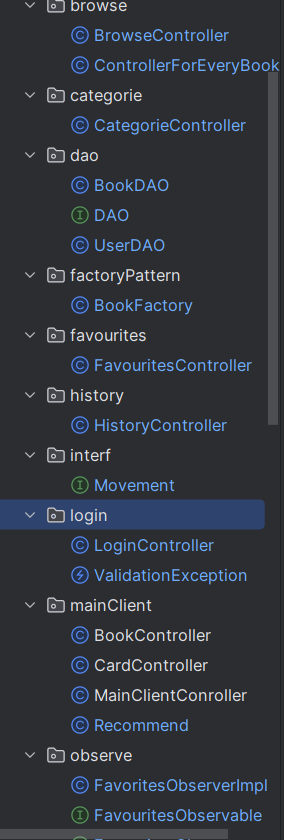 browse
BrowseController
ControllerForEveryBook
categorie
CategorieController
dao
BookDAO
DAO
UserDAO
factoryPattern
BookFactory
favourites
FavouritesController
history
HistoryController
interf
Movement
login
LoginController
ValidationException
mainClient
BookController
CardController
MainClientConroller
Recommend
observe
FavoritesObserverImpl
FavouritesObservable